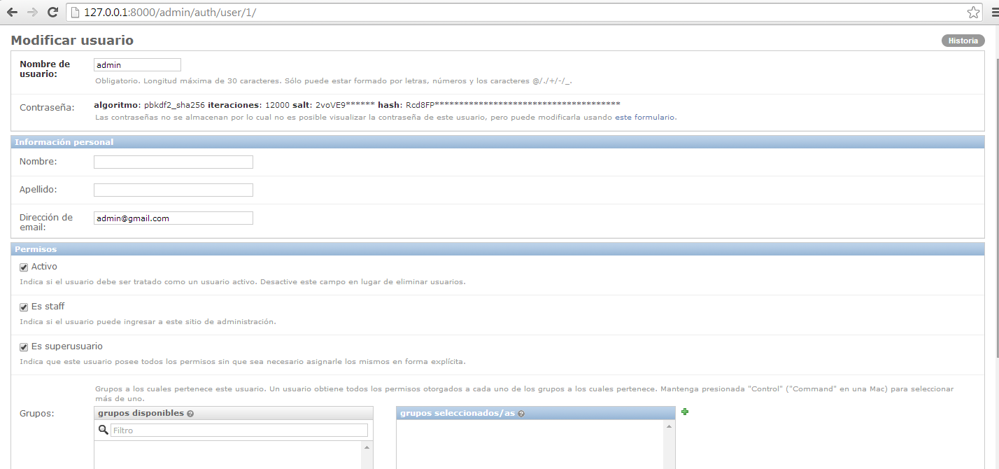 127.0.0.1:8000/admin/auth/user/1/
Modificar usuario
Historia
Nombre de
usuario:
admin
Obligatorio. Longitud máxima de 30 caracteres. Sólo puede estar formado por letras, números y los caracteres @/./+/-/_.
Contraseña:
algoritmo: pbkdf2_sha256 iteraciones: 12000 salt: 2voVE9****** hash: Rcd8FP**************************************
Las contraseñas no se almacenan por lo cual no es posible visualizar la contraseña de este usuario, pero puede modificarla usando este formulario.
Información personal
Nombre:
Apellido:
Dirección de
email:
admin@gmail.com
Permisos
Activo
Indica si el usuario debe ser tratado como un usuario activo. Desactive este campo en lugar de eliminar usuarios.
Es staff
Indica si el usuario puede ingresar a este sitio de administración.
Es superusuario
Indica que este usuario posee todos los permisos sin que sea necesario asignarle los mismos en forma explícita.
Grupos a los cuales pertenece este usuario. Un usuario obtiene todos los permisos otorgados a cada uno de los grupos a los cuales pertenece. Mantenga presionada "Control" ("Command" en una Mac) para seleccionar
más de uno.
Grupos:
grupos disponibles ?
grupos seleccionados/as ?
Filtro